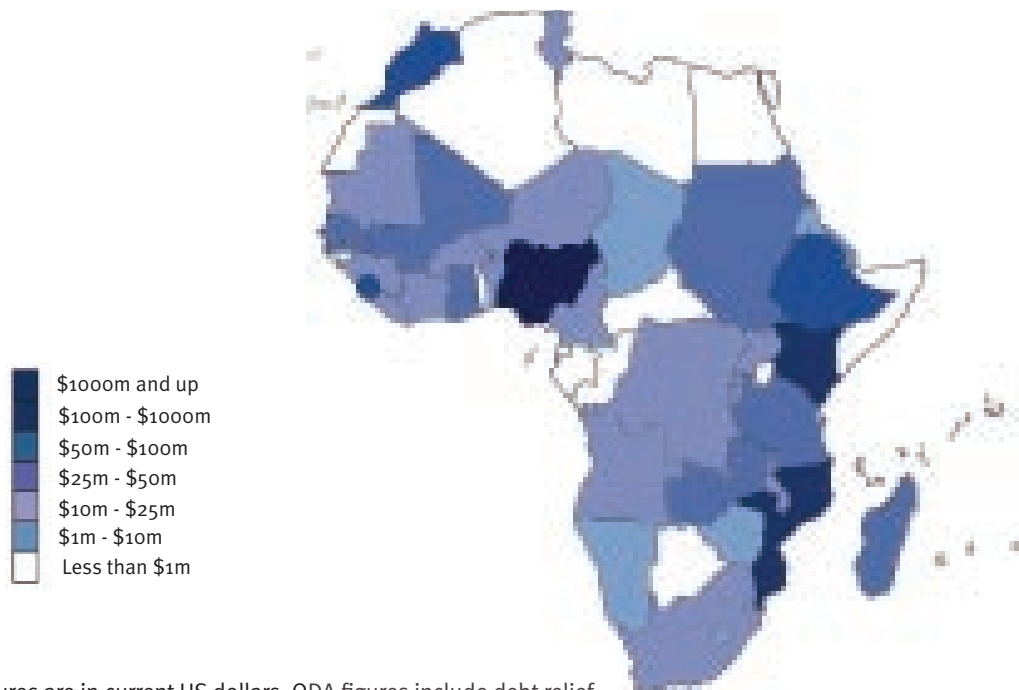 $1000m and up
$100m - $1000m
$50m - $100m
$25m - $50m
$10m - $25m
$1m - $10m
Less than $1m
are in current US dollars. ODA figures include debt relief